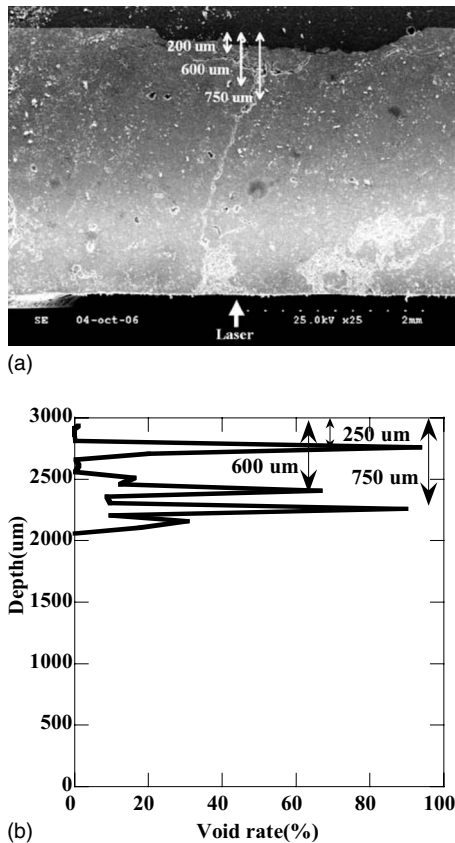 200 um
600 um
750 um
SE 04-oct-06 25.0kV x25 2mm
Laser
(a)
3000
2500
2000
1500
1000
500
0
250 um
600 um
750 um
Depth(um)
0 20 40 60 80 100
Void rate(%)
(b)